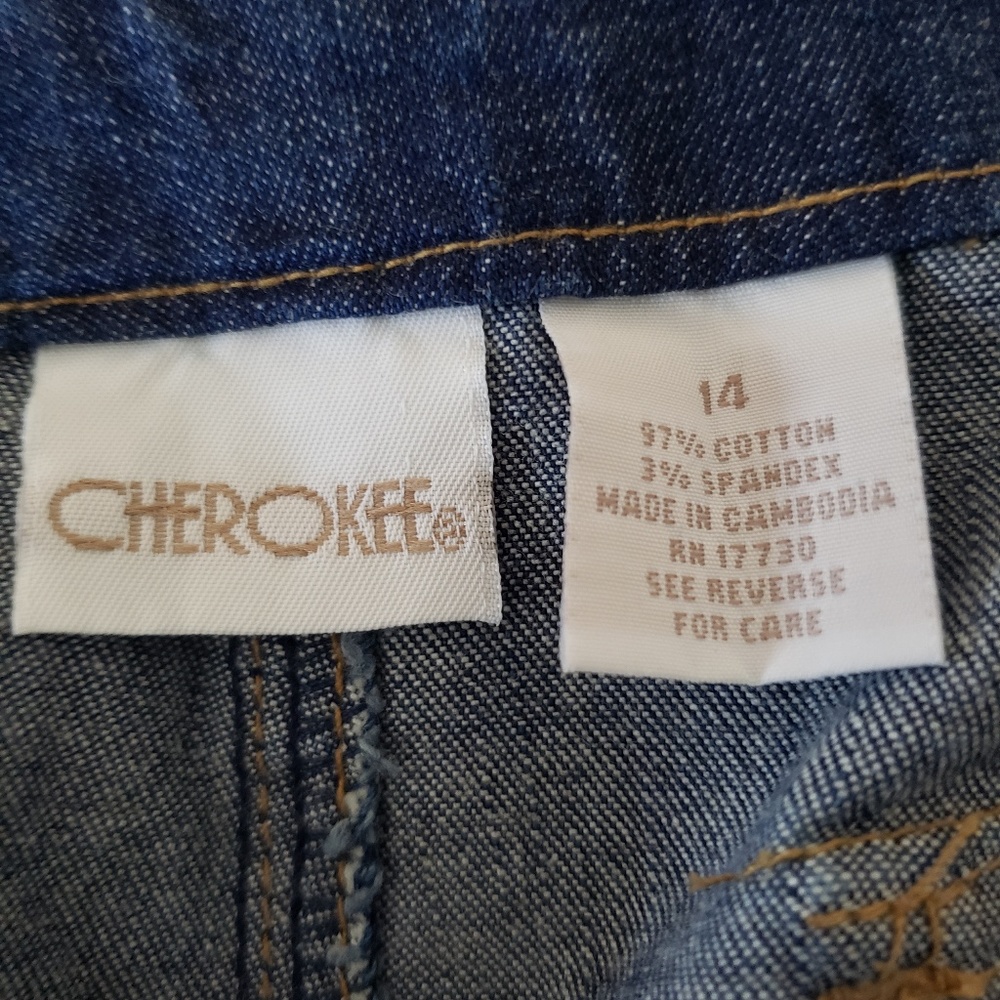 CHEROKEE®
14
97% COTTON
3% SPANDEX
MADE IN CAMBODIA
RN 17730
SEE REVERSE
FOR CARE